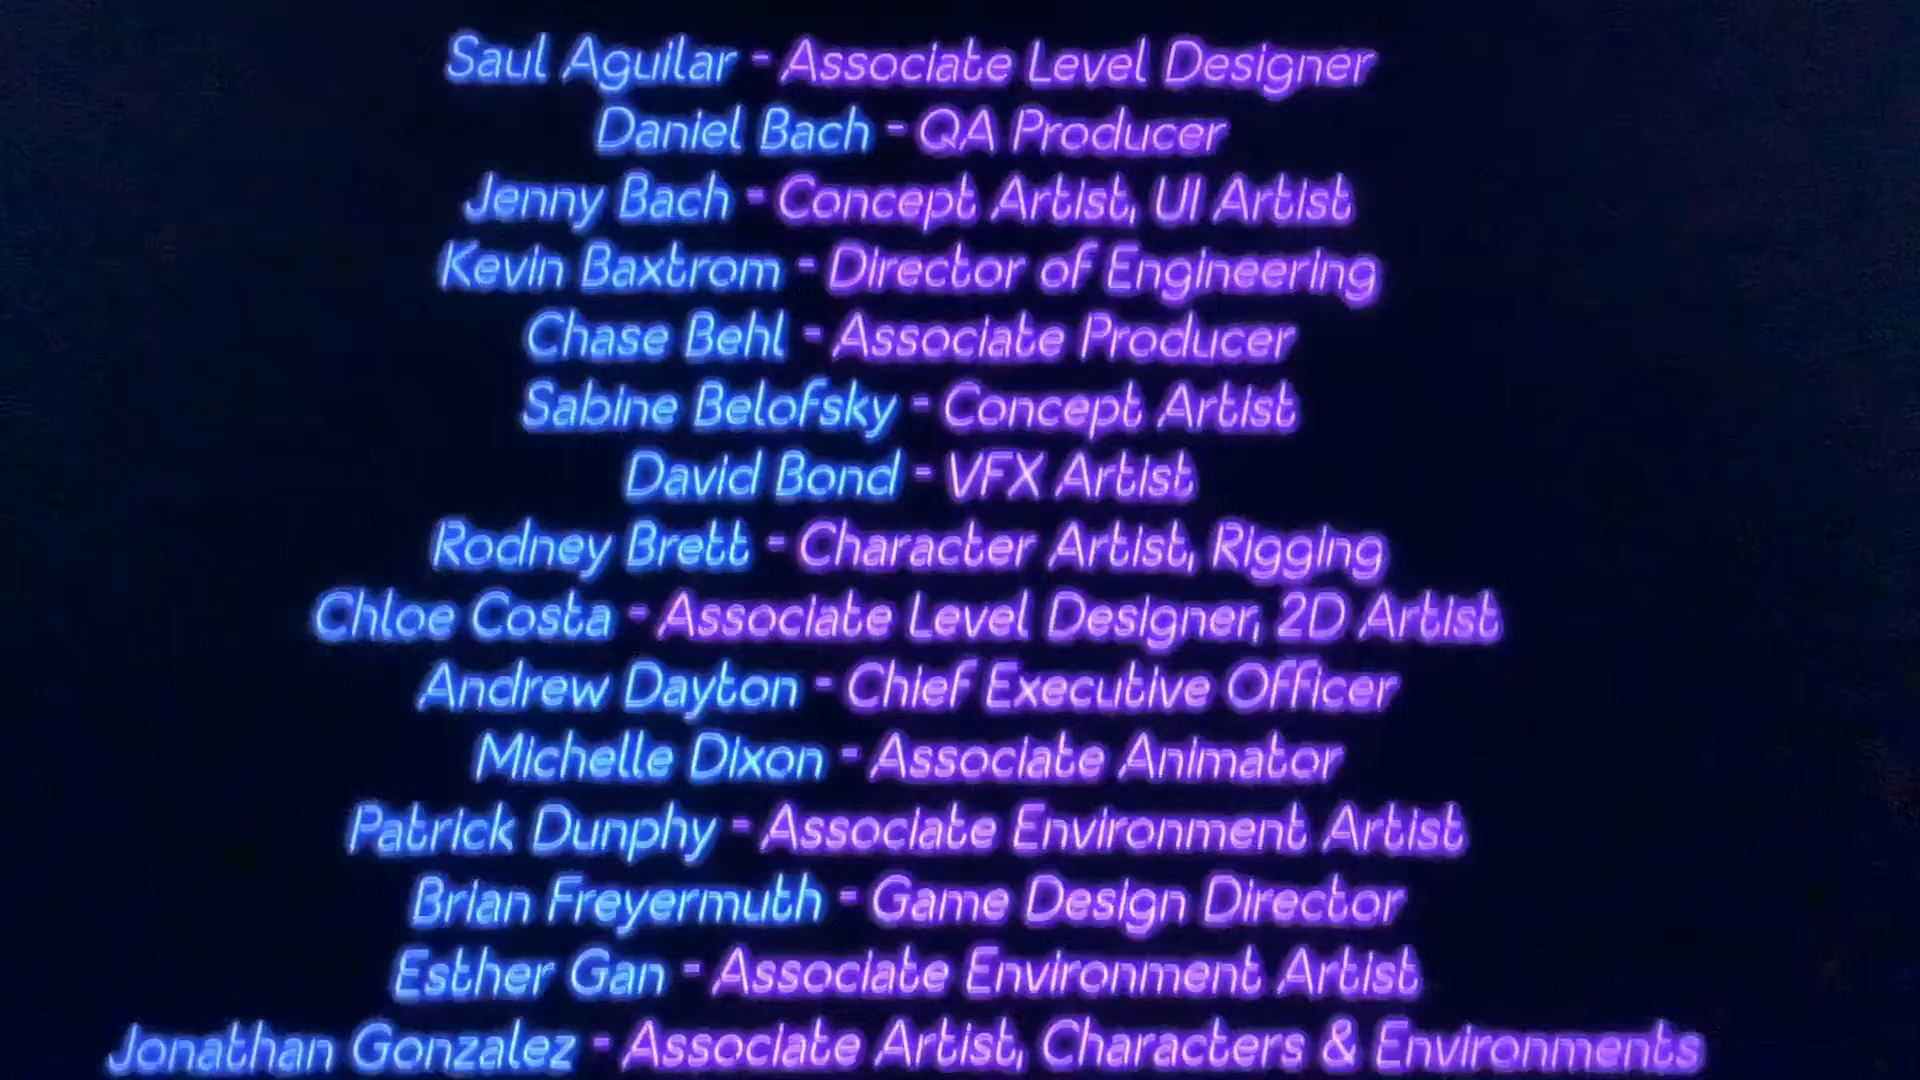 Saul Aguilar - Associate Level Designer
Daniel Bach - QA Producer
Jenny Bach - Concept Artist, UI Artist
Kevin Baxtrom - Director of Engineering
Chase Behl - Associate Producer
Sabine Belofsky - Concept Artist
David Bond - VFX Artist
Rodney Brett - Character Artist, Rigging
Chloe Costa - Associate Level Designer, 2D Artist
Andrew Dayton - Chief Executive Officer
Michelle Dixon - Associate Animator
Patrick Dunphy - Associate Environment Artist
Brian Freyermuth - Game Design Director
Esther Gan - Associate Environment Artist
Jonathan Gonzalez - Associate Artist, Characters & Environments